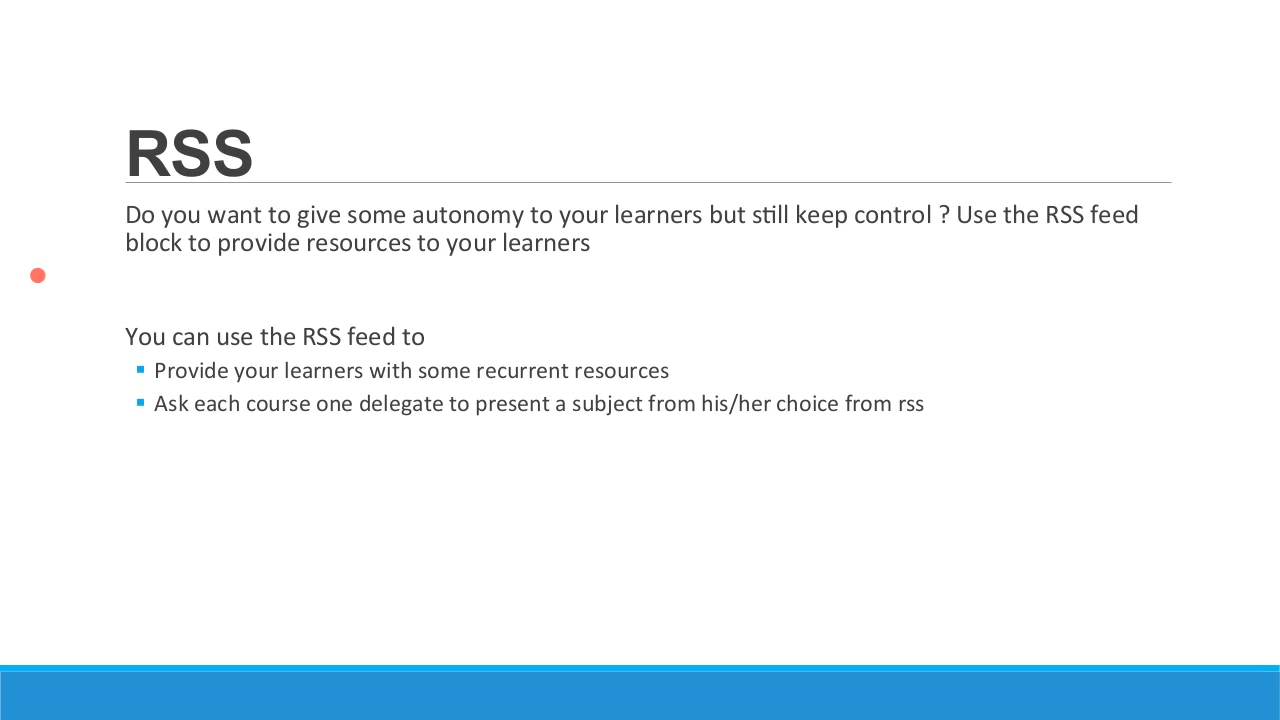 RSS
Do you want to give some autonomy to your learners but still keep control ? Use the RSS feed
block to provide resources to your learners
You can use the RSS feed to
▪ Provide your learners with some recurrent resources
▪ Ask each course one delegate to present a subject from his/her choice from rss